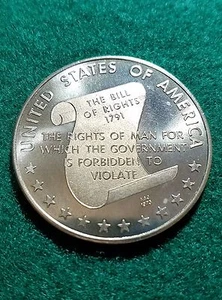 UNITED STATES OF AMERICA
THE BILL
OF RIGHTS
1791
THE RIGHTS OF MAN FOR
WHICH THE GOVERNMENT
IS FORBIDDEN TO
VIOLATE